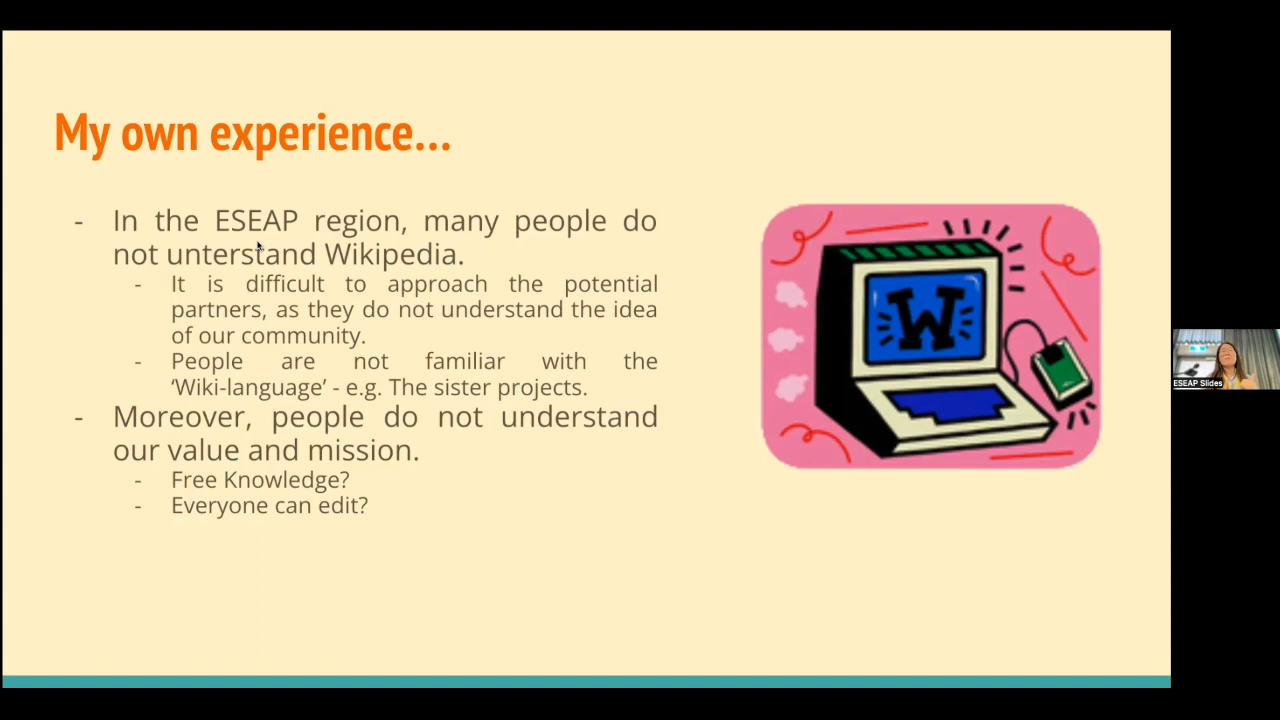 My own experience...
- In the ESEAP region, many people do
not unterstand Wikipedia.
- It is difficult to approach the potential
partners, as they do not understand the idea
of our community.
- People are not familiar with the
‘Wiki-language’ - e.g. The sister projects.
- Moreover, people do not understand
our value and mission.
- Free Knowledge?
- Everyone can edit?
W
ESEAP Slides